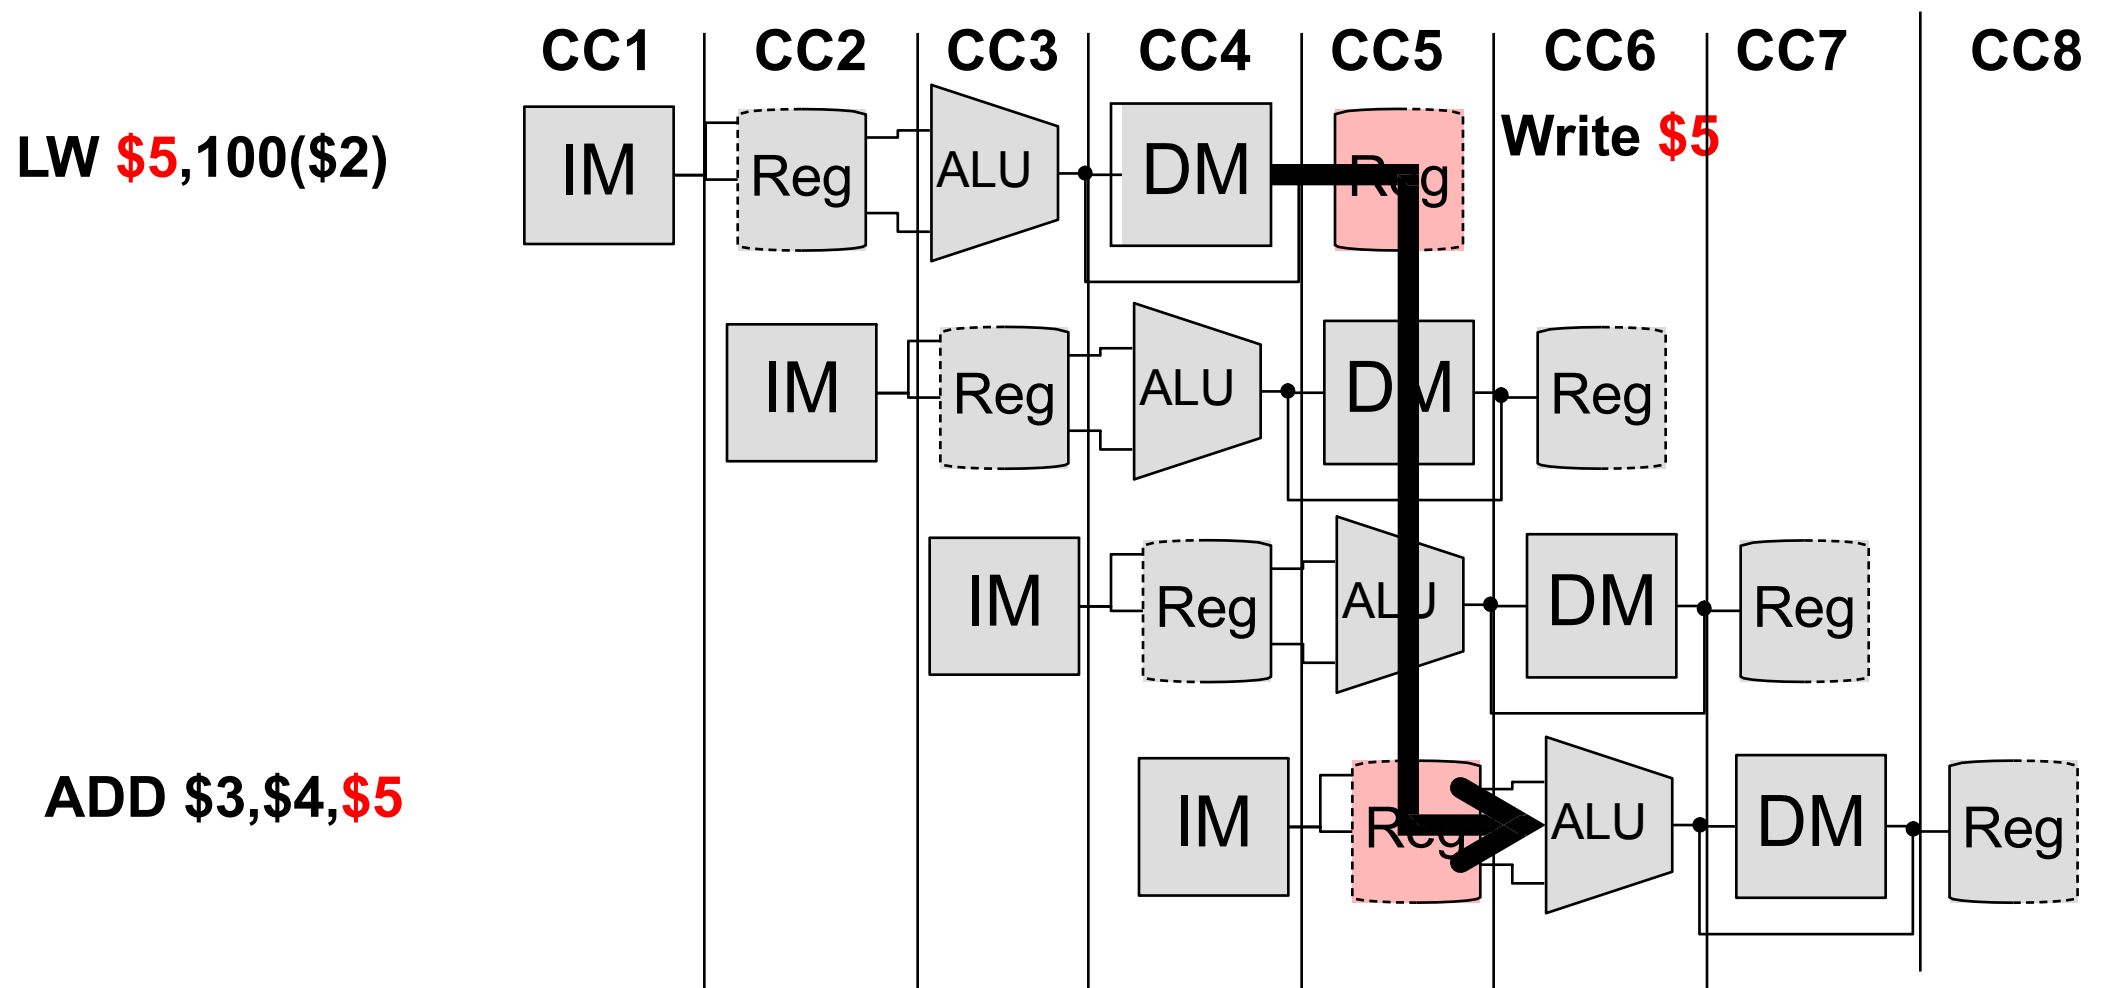 CC1 CC2 CC3 CC4 CC5 CC6 CC7 CC8
LW $5,100($2) IM Reg ALU DM Reg Write $5
IM Reg ALU DM Reg
IM Reg ALU DM Reg
ADD $3,$4,$5 IM Reg ALU DM Reg